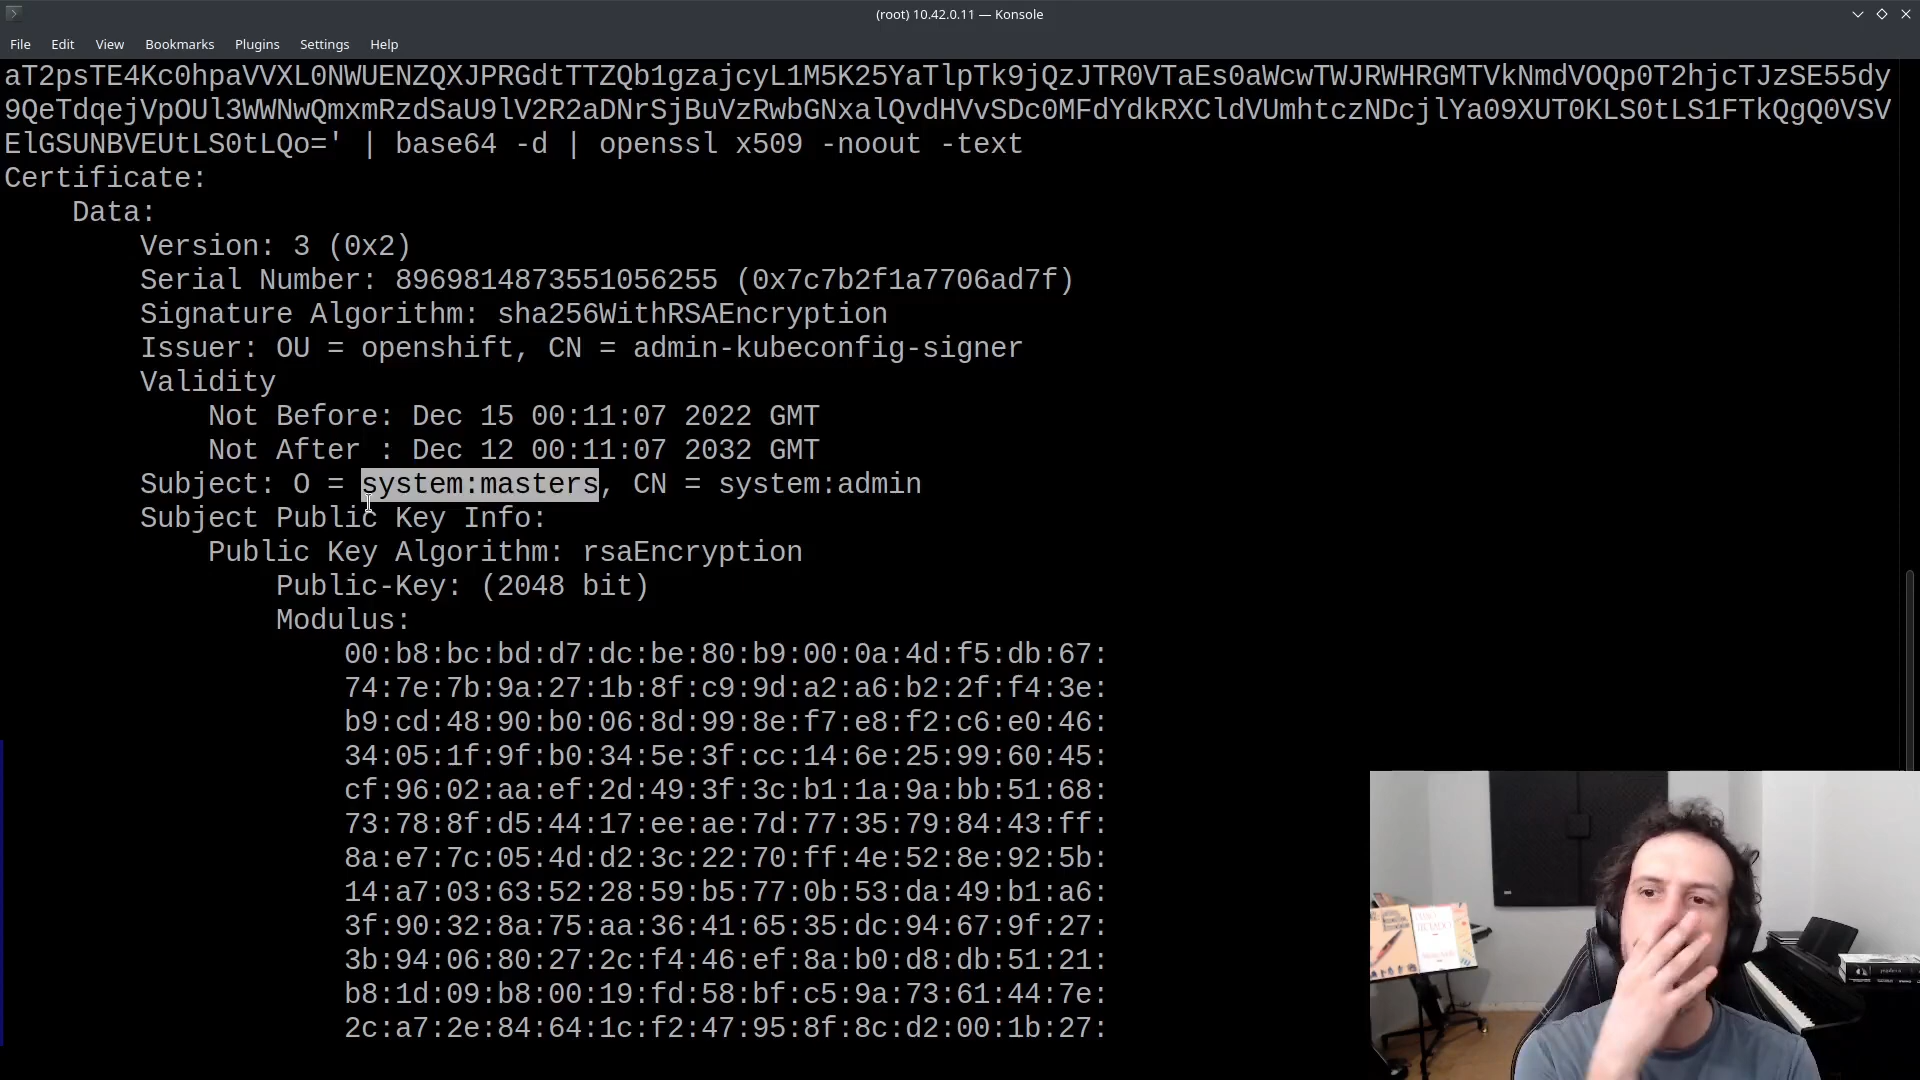 (root) 10.42.0.11 — Konsole
File Edit View Bookmarks Plugins Settings Help
aT2psTE4Kc0hpaVVXL0NWUENZQXJPRGdtTTZQb1gzajcyL1M5K25YaTlpTk9jQzJTR0VTaEs0aWcwTWJRWHRGMTVkNmdVOQp0T2hjcTJzSE55dy
9QeTdqejVpOUl3WWNwQmxmRzdSaU9lV2R2aDNrSjBuVzRwbGNxalQvdHVvSDc0MFdYdkRXCldVUmhtczNDcjlYa09XUT0KLS0tLS1FTkQgQ0VSV
ElGSUNBVEUtLS0tLQo=' | base64 -d | openssl x509 -noout -text
Certificate:
Data:
Version: 3 (0x2)
Serial Number: 8969814873551056255 (0x7c7b2f1a7706ad7f)
Signature Algorithm: sha256WithRSAEncryption
Issuer: OU = openshift, CN = admin-kubeconfig-signer
Validity
Not Before: Dec 15 00:11:07 2022 GMT
Not After : Dec 12 00:11:07 2032 GMT
Subject: O = system:masters, CN = system:admin
Subject Public Key Info:
Public Key Algorithm: rsaEncryption
Public-Key: (2048 bit)
Modulus:
00:b8:bc:bd:d7:dc:be:80:b9:00:0a:4d:f5:db:67:
74:7e:7b:9a:27:1b:8f:c9:9d:a2:a6:b2:2f:f4:3e:
b9:cd:48:90:b0:06:8d:99:8e:f7:e8:f2:c6:e0:46:
34:05:1f:9f:b0:34:5e:3f:cc:14:6e:25:99:60:45:
cf:96:02:aa:ef:2d:49:3f:3c:b1:1a:9a:bb:51:68:
73:78:8f:d5:44:17:ee:ae:7d:77:35:79:84:43:ff:
8a:e7:7c:05:4d:d2:3c:22:70:ff:4e:52:8e:92:5b:
14:a7:03:63:52:28:59:b5:77:0b:53:da:49:b1:a6:
3f:90:32:8a:75:aa:36:41:65:35:dc:94:67:9f:27:
3b:94:06:80:27:2c:f4:46:ef:8a:b0:d8:db:51:21:
b8:1d:09:b8:00:19:fd:58:bf:c5:9a:73:61:44:7e:
2c:a7:2e:84:64:1c:f2:47:95:8f:8c:d2:00:1b:27: